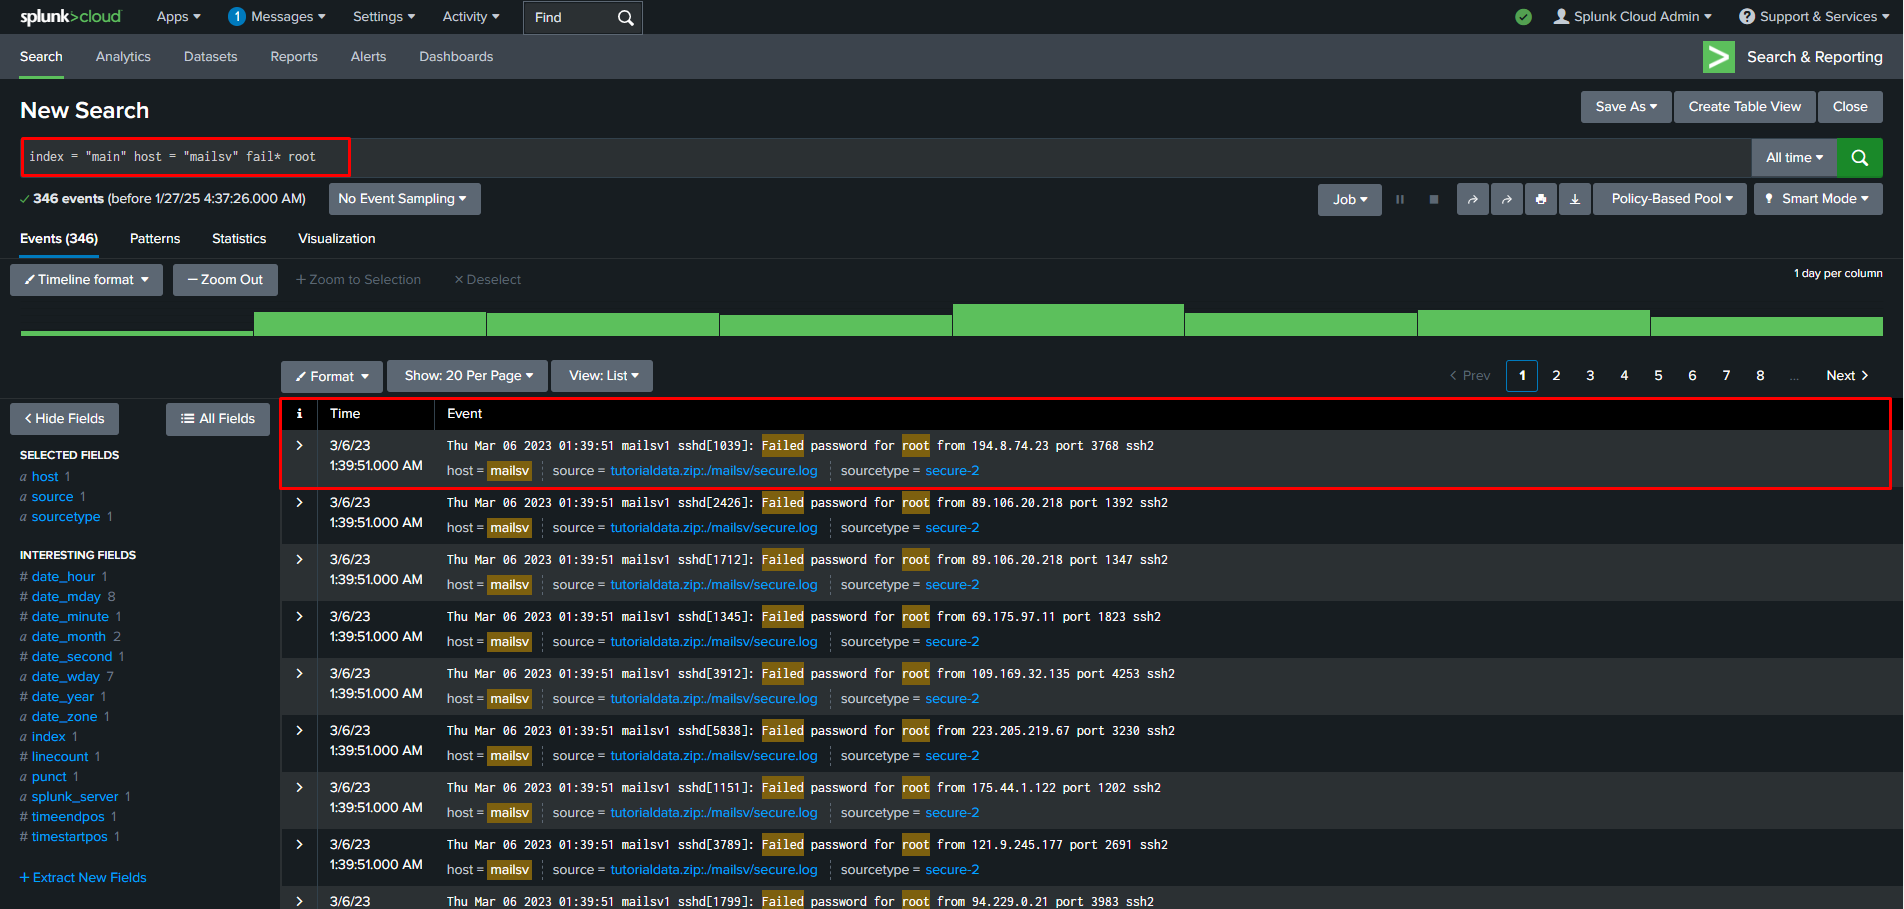 splunk>cloud Apps 1 Messages Settings Activity Find Splunk Cloud Admin ? Support & Services
Search Analytics Datasets Reports Alerts Dashboards > Search & Reporting
New Search Save As Create Table View Close
index = "main" host = "mailsv" fail* root All time
✓ 346 events (before 1/27/25 4:37:26.000 AM) No Event Sampling Job Policy-Based Pool Smart Mode
Events (346) Patterns Statistics Visualization
Timeline format — Zoom Out + Zoom to Selection × Deselect 1 day per column
Format Show: 20 Per Page View: List < Prev 1 2 3 4 5 6 7 8 ... Next >
< Hide Fields All Fields
SELECTED FIELDS
a host 1
a source 1
a sourcetype 1
INTERESTING FIELDS
# date_hour 1
# date_mday 8
# date_minute 1
a date_month 2
# date_second 1
a date_wday 7
# date_year 1
a date_zone 1
a index 1
# linecount 1
a punct 1
a splunk_server 1
# timeendpos 1
# timestartpos 1
+ Extract New Fields
i Time Event
> 3/6/23 Thu Mar 06 2023 01:39:51 mailsv1 sshd[1039]: Failed password for root from 194.8.74.23 port 3768 ssh2
1:39:51.000 AM host = mailsv source = tutorialdata.zip:./mailsv/secure.log sourcetype = secure-2
> 3/6/23 Thu Mar 06 2023 01:39:51 mailsv1 sshd[2426]: Failed password for root from 89.106.20.218 port 1392 ssh2
1:39:51.000 AM host = mailsv source = tutorialdata.zip:./mailsv/secure.log sourcetype = secure-2
> 3/6/23 Thu Mar 06 2023 01:39:51 mailsv1 sshd[1712]: Failed password for root from 89.106.20.218 port 1347 ssh2
1:39:51.000 AM host = mailsv source = tutorialdata.zip:./mailsv/secure.log sourcetype = secure-2
> 3/6/23 Thu Mar 06 2023 01:39:51 mailsv1 sshd[1345]: Failed password for root from 69.175.97.11 port 1823 ssh2
1:39:51.000 AM host = mailsv source = tutorialdata.zip:./mailsv/secure.log sourcetype = secure-2
> 3/6/23 Thu Mar 06 2023 01:39:51 mailsv1 sshd[3912]: Failed password for root from 109.169.32.135 port 4253 ssh2
1:39:51.000 AM host = mailsv source = tutorialdata.zip:./mailsv/secure.log sourcetype = secure-2
> 3/6/23 Thu Mar 06 2023 01:39:51 mailsv1 sshd[5838]: Failed password for root from 223.205.219.67 port 3230 ssh2
1:39:51.000 AM host = mailsv source = tutorialdata.zip:./mailsv/secure.log sourcetype = secure-2
> 3/6/23 Thu Mar 06 2023 01:39:51 mailsv1 sshd[1151]: Failed password for root from 175.44.1.122 port 1202 ssh2
1:39:51.000 AM host = mailsv source = tutorialdata.zip:./mailsv/secure.log sourcetype = secure-2
> 3/6/23 Thu Mar 06 2023 01:39:51 mailsv1 sshd[3789]: Failed password for root from 121.9.245.177 port 2691 ssh2
1:39:51.000 AM host = mailsv source = tutorialdata.zip:./mailsv/secure.log sourcetype = secure-2
> 3/6/23 Thu Mar 06 2023 01:39:51 mailsv1 sshd[1799]: Failed password for root from 94.229.0.21 port 3983 ssh2